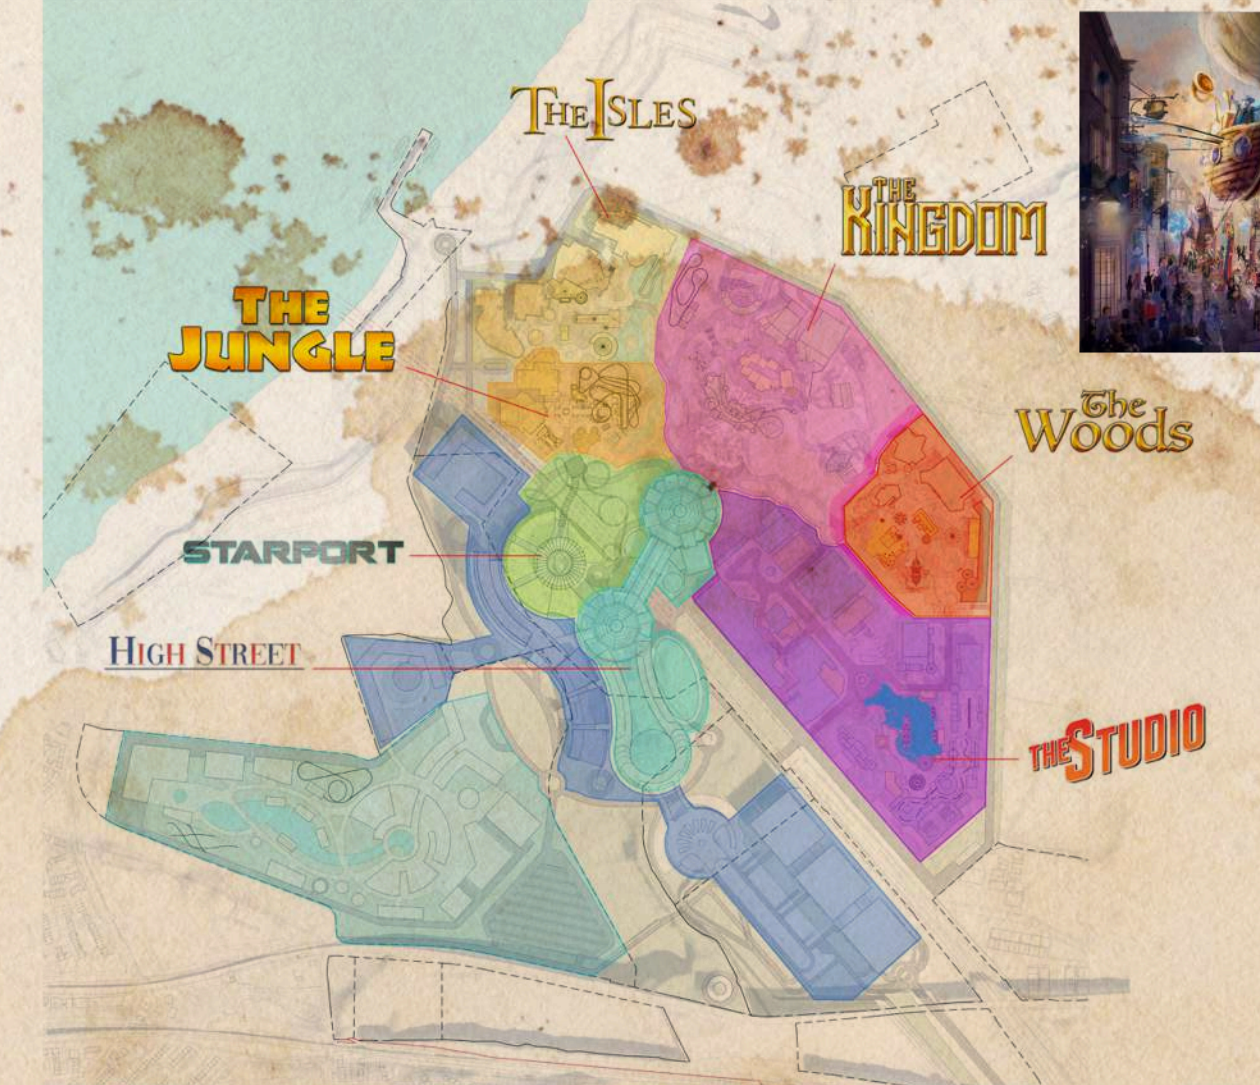 THE ISLES
THE
KINGDOM
THE
JUNGLE
The
Woods
STARPORT
HIGH STREET
THE STUDIO